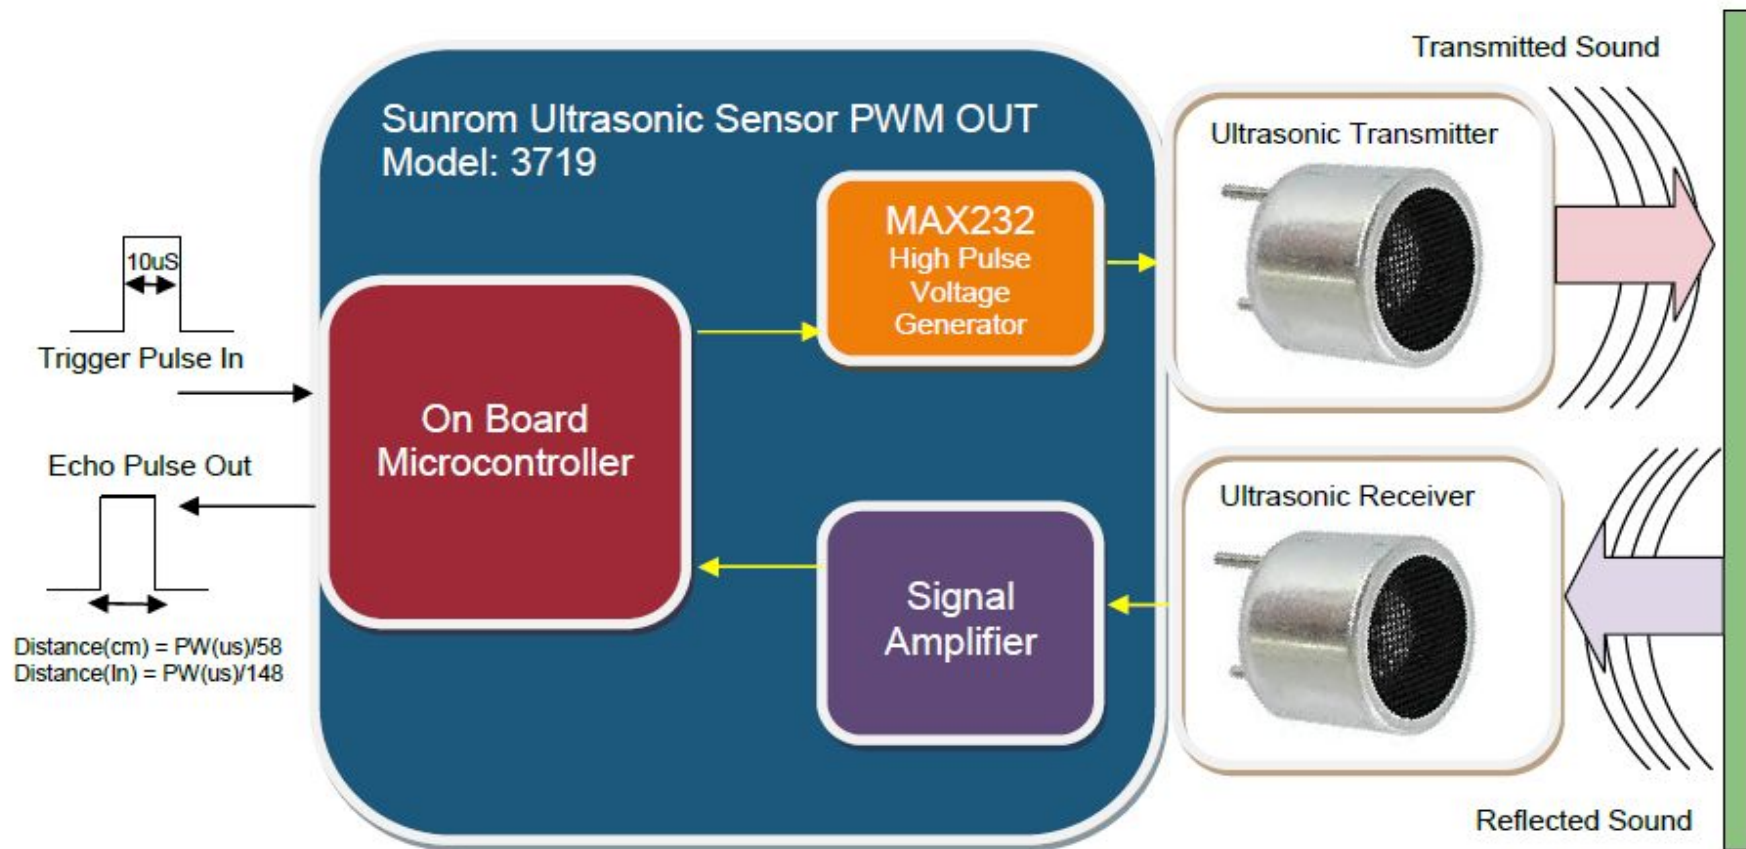 Transmitted Sound
Sunrom Ultrasonic Sensor PWM OUT
Model: 3719
Ultrasonic Transmitter
MAX232
High Pulse
Voltage
Generator
10uS
Trigger Pulse In
On Board
Microcontroller
Echo Pulse Out
Ultrasonic Receiver
Signal
Amplifier
Distance(cm) = PW(us)/58
Distance(In) = PW(us)/148
Reflected Sound